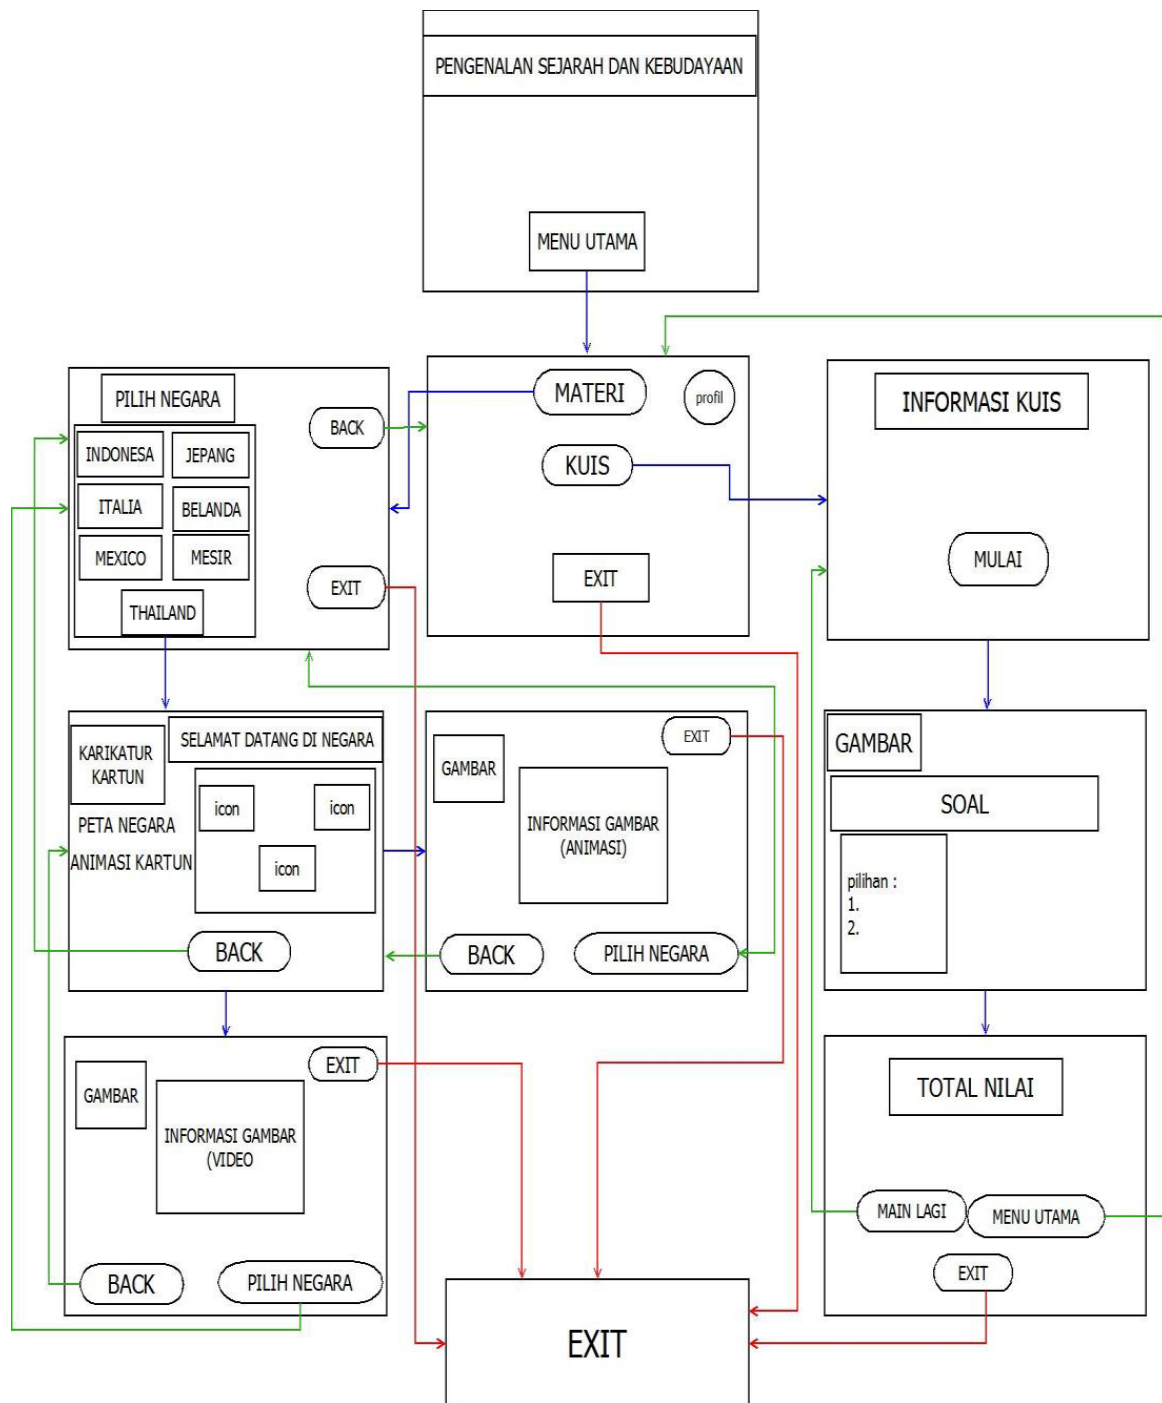 PENGENALAN SEJARAH DAN KEBUDAYAAN
MENU UTAMA
PILIH NEGARA
INDONESA
JEPANG
ITALIA
BELANDA
MEXICO
MESIR
THAILAND
BACK
EXIT
MATERI
profil
KUIS
EXIT
INFORMASI KUIS
MULAI
KARIKATUR
KARTUN
SELAMAT DATANG DI NEGARA
PETA NEGARA
ANIMASI KARTUN
icon
icon
icon
BACK
EXIT
GAMBAR
INFORMASI GAMBAR
(ANIMASI)
BACK
PILIH NEGARA
GAMBAR
SOAL
pilihan :
1.
2.
EXIT
GAMBAR
INFORMASI GAMBAR
(VIDEO
BACK
PILIH NEGARA
TOTAL NILAI
MAIN LAGI
MENU UTAMA
EXIT
EXIT